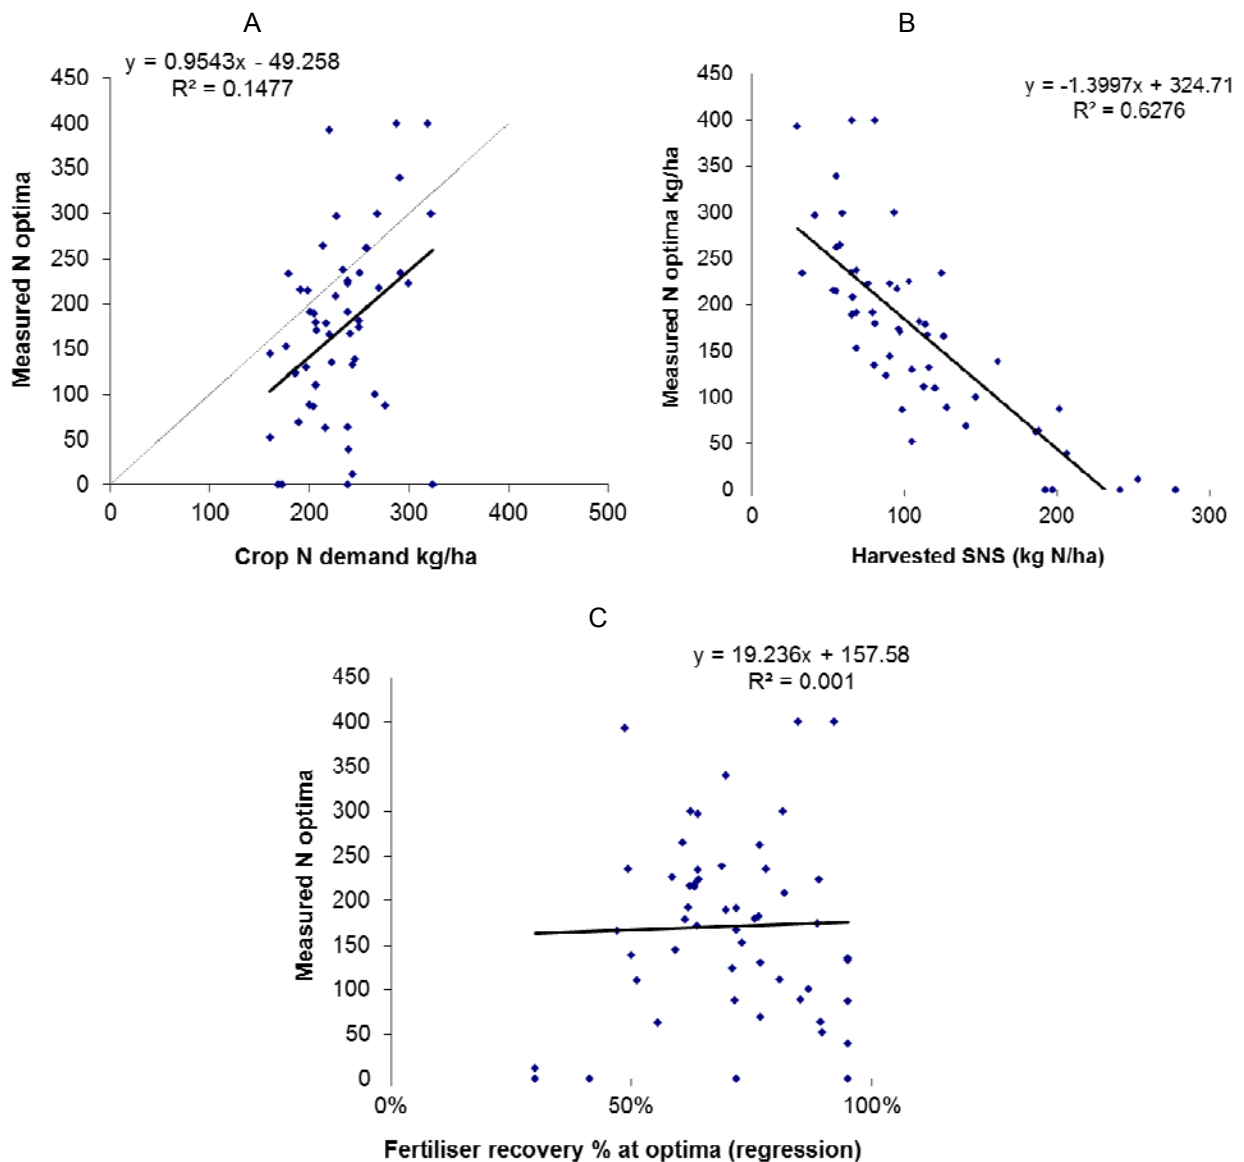 A
y = 0.9543x - 49.258
R² = 0.1477
450
400
350
300
250
200
150
100
50
0
0 100 200 300 400 500
Measured N optima
Crop N demand kg/ha
B
y = -1.3997x + 324.71
R² = 0.6276
450
400
350
300
250
200
150
100
50
0
0 100 200 300
Measured N optima kg/ha
Harvested SNS (kg N/ha)
C
y = 19.236x + 157.58
R² = 0.001
450
400
350
300
250
200
150
100
50
0
0% 50% 100%
Measured N optima
Fertiliser recovery % at optima (regression)